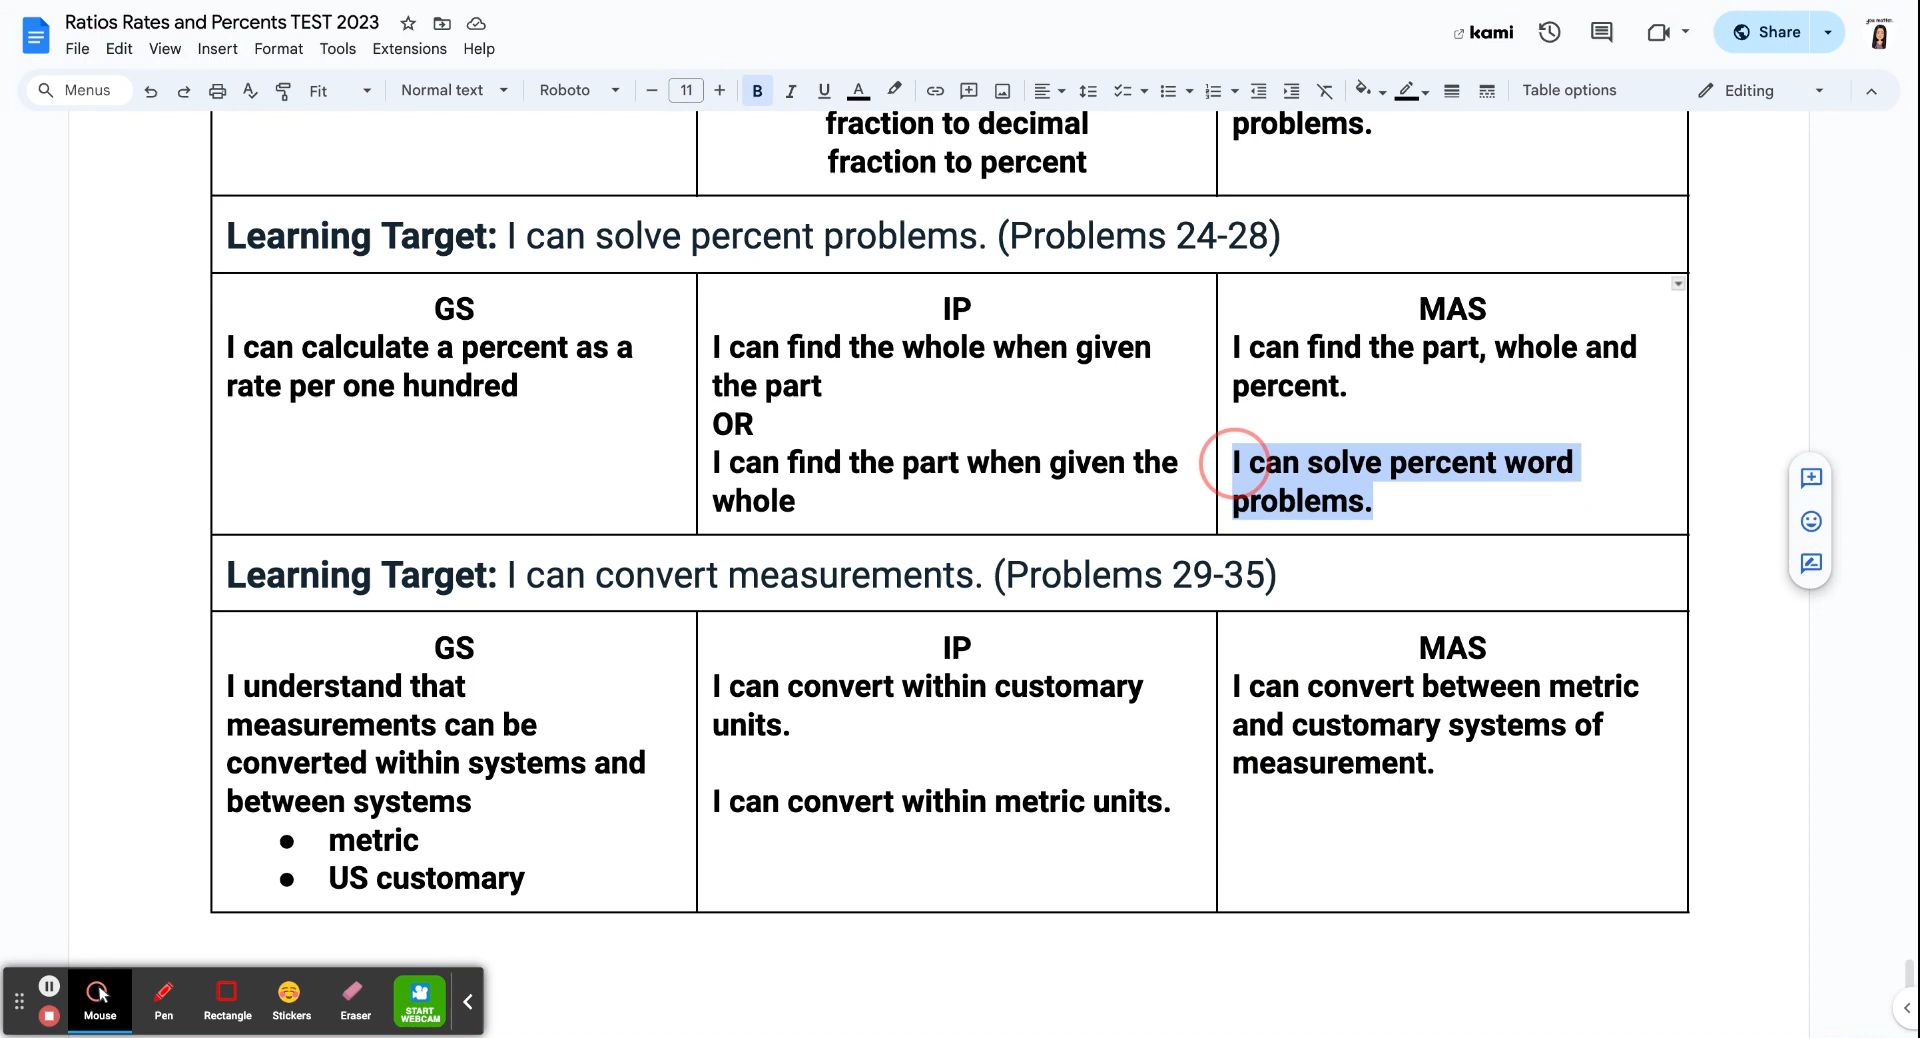 Ratios Rates and Percents TEST 2023
File Edit View Insert Format Tools Extensions Help
kami
Share
Menus
Fit
Normal text
Roboto
11
Table options
Editing
fraction to decimal
fraction to percent
problems.
Learning Target: I can solve percent problems. (Problems 24-28)
GS
I can calculate a percent as a
rate per one hundred
IP
I can find the whole when given
the part
OR
I can find the part when given the
whole
MAS
I can find the part, whole and
percent.
I can solve percent word
problems.
Learning Target: I can convert measurements. (Problems 29-35)
GS
I understand that
measurements can be
converted within systems and
between systems
● metric
● US customary
IP
I can convert within customary
units.
I can convert within metric units.
MAS
I can convert between metric
and customary systems of
measurement.
Mouse
Pen
Rectangle
Stickers
Eraser
START
WEBCAM